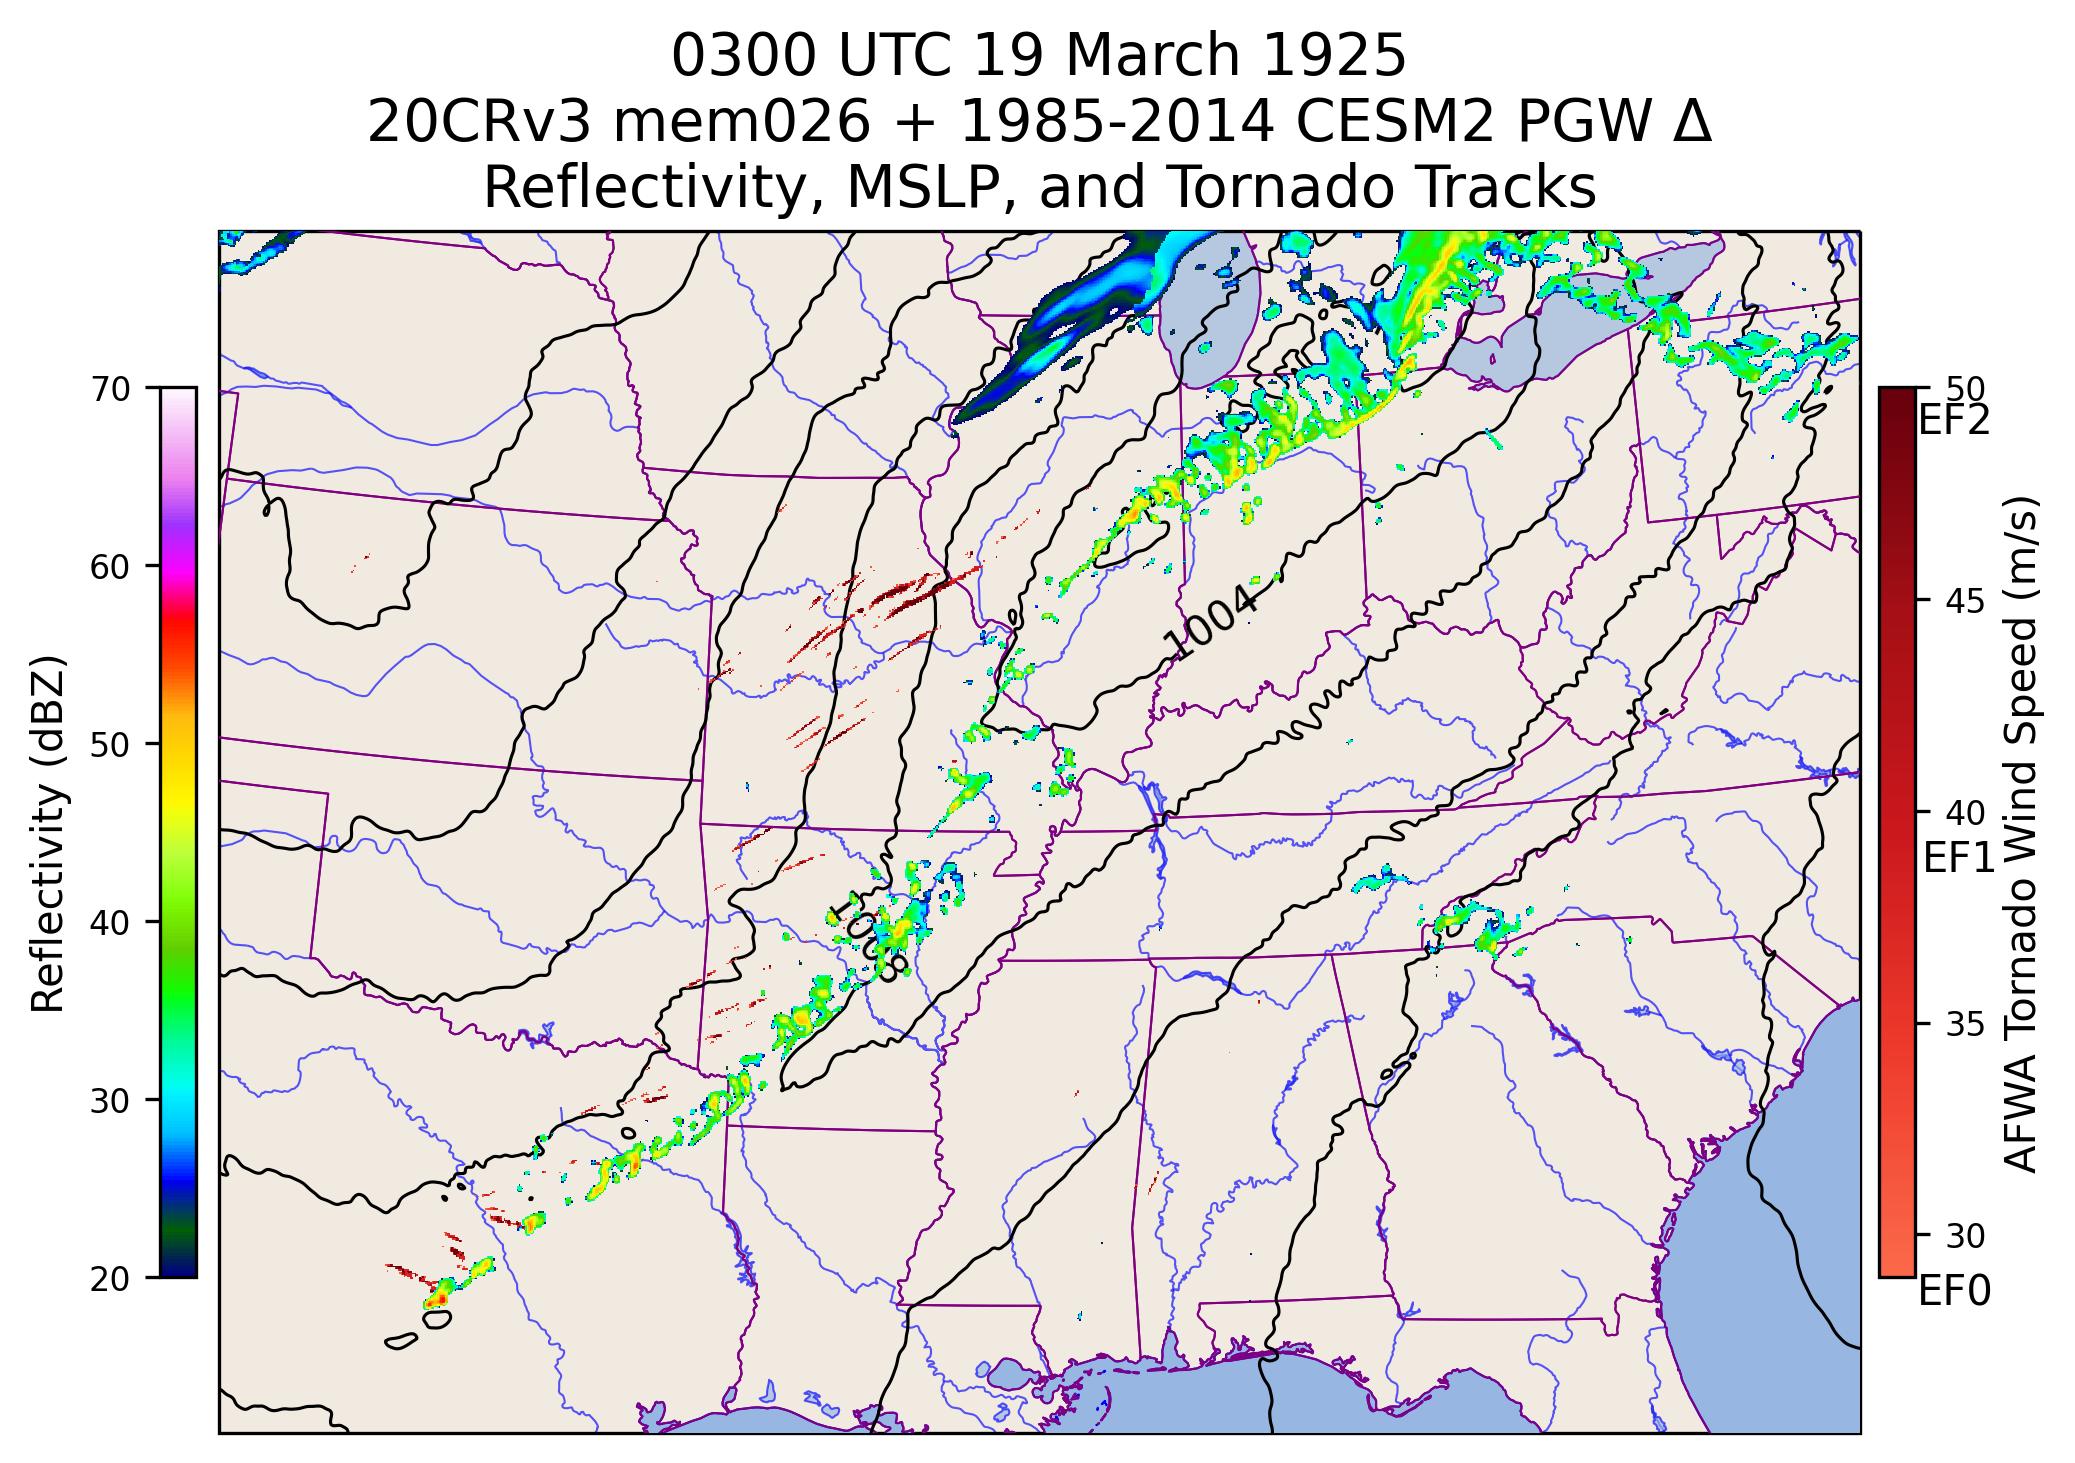 0300 UTC 19 March 1925
20CRv3 mem026 + 1985-2014 CESM2 PGW Δ
Reflectivity, MSLP, and Tornado Tracks
70
60
50
40
30
20
Reflectivity (dBZ)
1004
1008
50
EF2
45
40
EF1
35
30
EF0
AFWA Tornado Wind Speed (m/s)